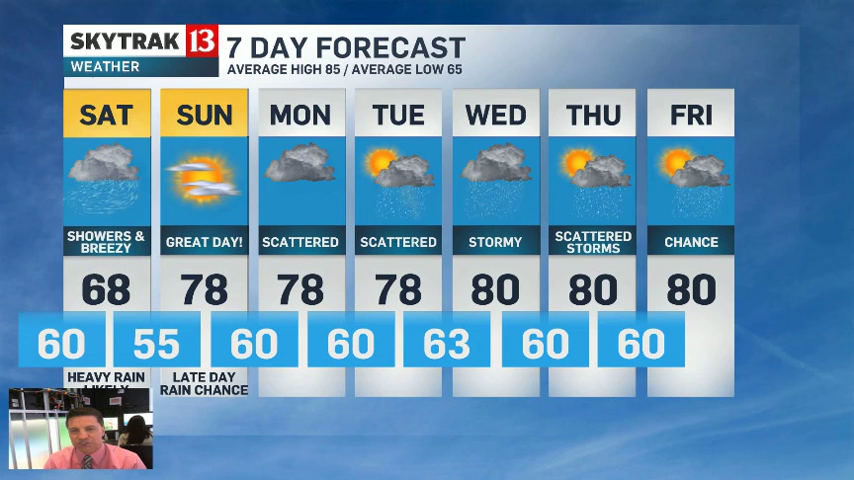 SKYTRAK 13
WEATHER
7 DAY FORECAST
AVERAGE HIGH 85 / AVERAGE LOW 65
SAT SUN MON TUE WED THU FRI
SHOWERS & BREEZY
GREAT DAY!
SCATTERED
SCATTERED
STORMY
SCATTERED STORMS
CHANCE
68 78 78 78 80 80 80
60 55 60 60 63 60 60
HEAVY RAIN
LIKELY
LATE DAY
RAIN CHANCE